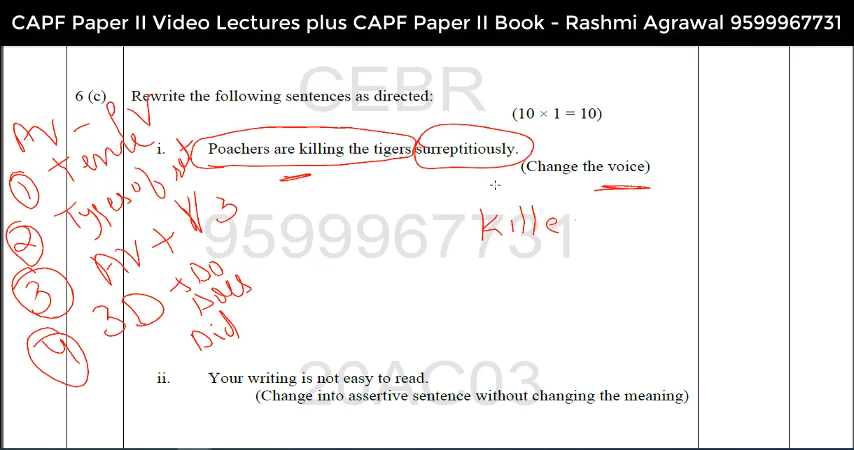 CAPF Paper II Video Lectures plus CAPF Paper II Book - Rashmi Agrawal 9599967731
CEBR
6 (c) Rewrite the following sentences as directed:
(10 × 1 = 10)
i. Poachers are killing the tigers surreptitiously.
(Change the voice)
AV - PV
① Tense
② Types of set
③ AV + V3
④ 3D × Do
Does
Did
Kille
9599967731
ii. Your writing is not easy to read.
(Change into assertive sentence without changing the meaning)
20AC03